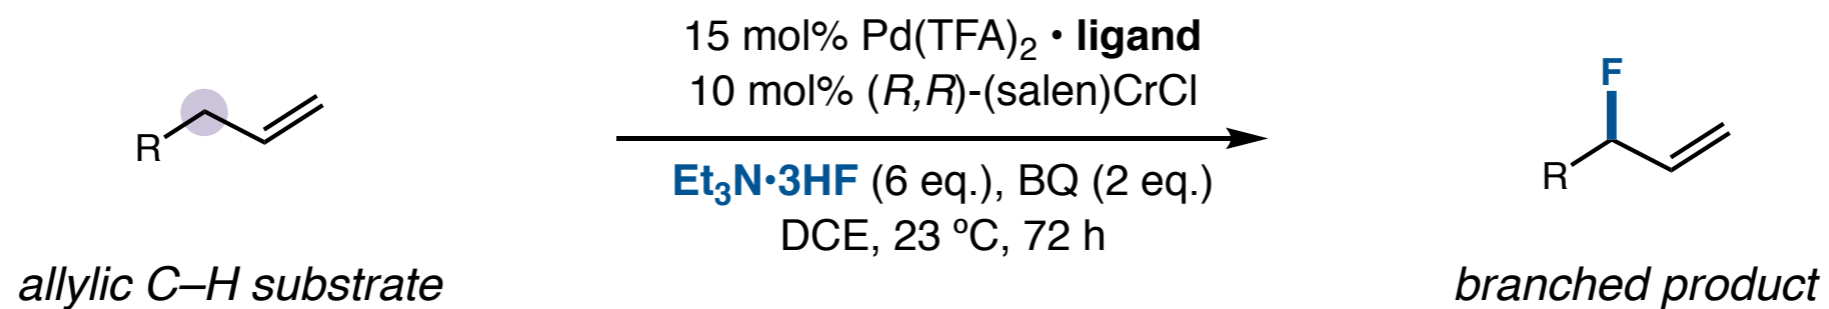 15 mol% Pd(TFA)₂ • ligand
10 mol% (R,R)-(salen)CrCl
Et₃N•3HF (6 eq.), BQ (2 eq.)
DCE, 23 ºC, 72 h
R
F
R
allylic C–H substrate
branched product